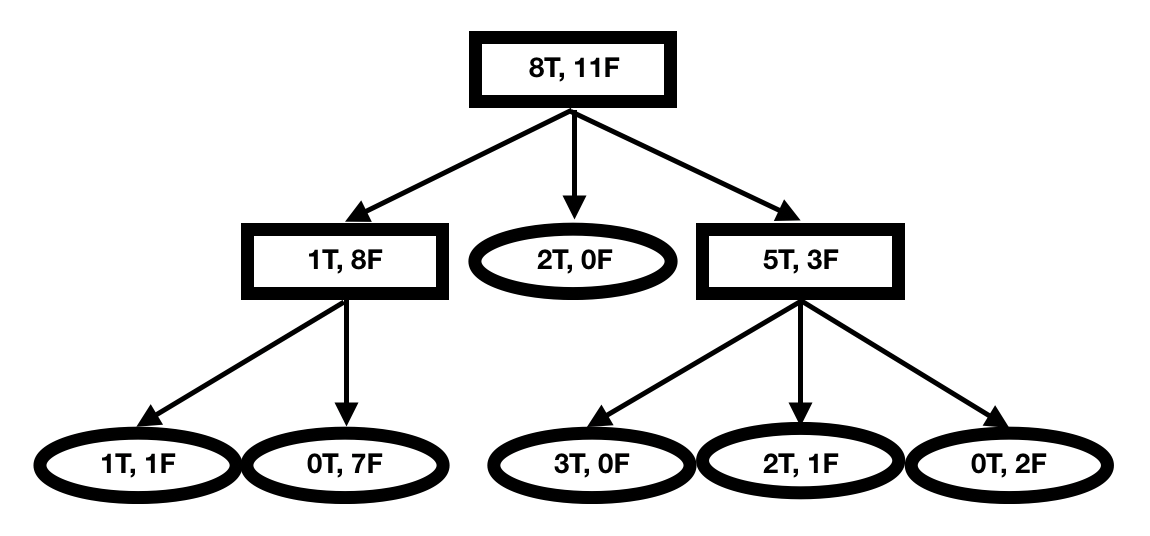 8T, 11F
1T, 8F
2T, 0F
5T, 3F
1T, 1F
0T, 7F
3T, 0F
2T, 1F
0T, 2F